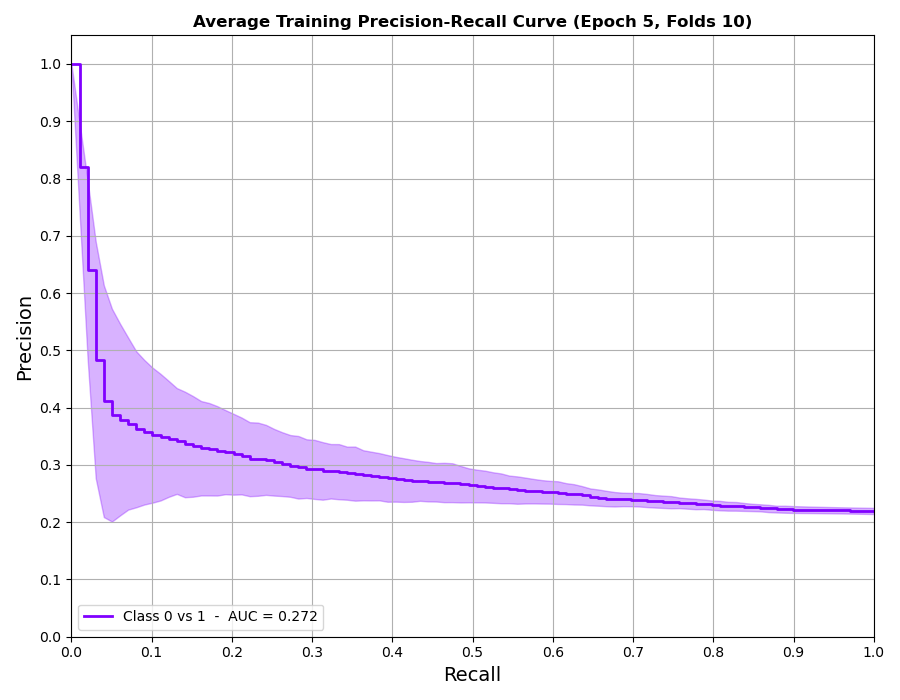 Average Training Precision-Recall Curve (Epoch 5, Folds 10)
Precision
1.0
0.9
0.8
0.7
0.6
0.5
0.4
0.3
0.2
0.1
0.0
Class 0 vs 1 - AUC = 0.272
0.0 0.1 0.2 0.3 0.4 0.5 0.6 0.7 0.8 0.9 1.0
Recall